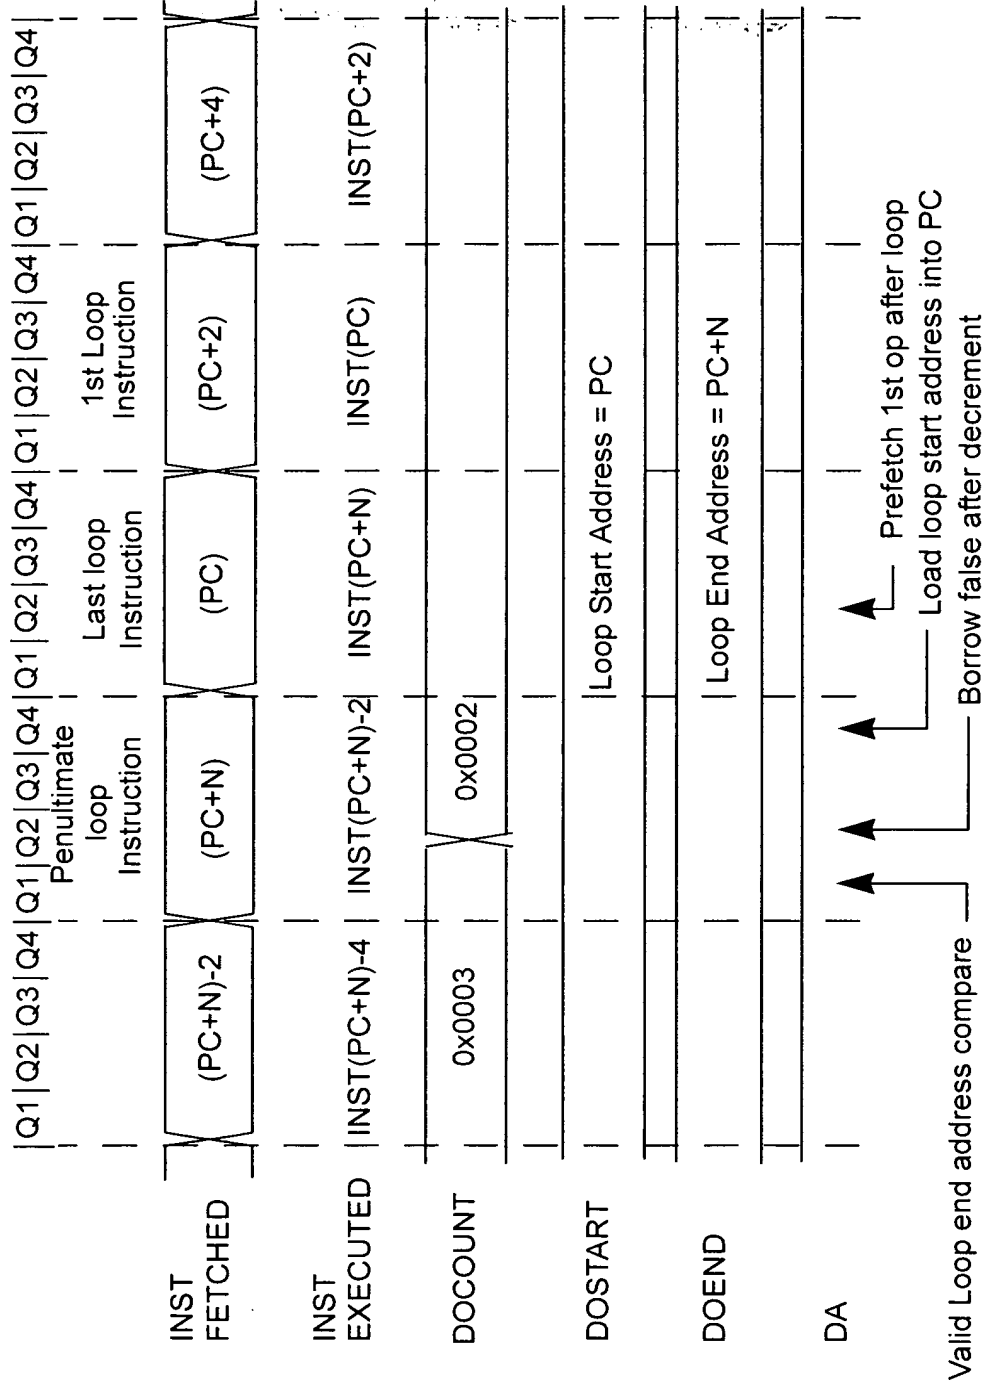 |Q1|Q2|Q3|Q4|Q1|Q2|Q3|Q4|Q1|Q2|Q3|Q4|Q1|Q2|Q3|Q4|Q1|Q2|Q3|Q4
Penultimate
loop
Instruction
Last loop
Instruction
1st Loop
Instruction
INST
FETCHED
(PC+N)-2
(PC+N)
(PC)
(PC+2)
(PC+4)
INST
EXECUTED
INST(PC+N)-4
INST(PC+N)-2
INST(PC+N)
INST(PC)
INST(PC+2)
DOCOUNT
0x0003
0x0002
DOSTART
Loop Start Address = PC
DOEND
Loop End Address = PC+N
DA
Prefetch 1st op after loop
Load loop start address into PC
Borrow false after decrement
Valid Loop end address compare